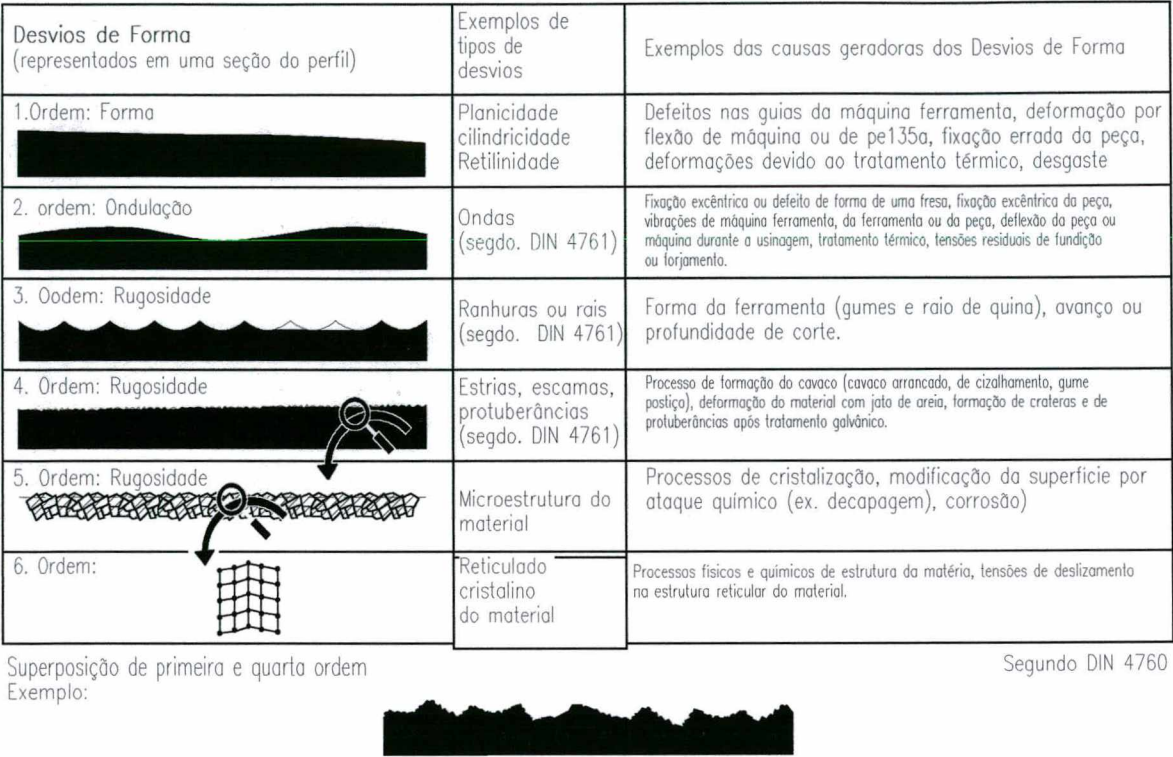 Desvios de Forma
(representados em uma seção do perfil)
Exemplos de
tipos de
desvios
Exemplos das causas geradoras dos Desvios de Forma
1.Ordem: Forma
Planicidade
cilindricidade
Retilinidade
Defeitos nas guias da máquina ferramenta, deformação por
flexão de máquina ou de pe135a, fixação errada da peça,
deformações devido ao tratamento térmico, desgaste
2. ordem: Ondulação
Ondas
(segdo. DIN 4761)
Fixação excêntrica ou defeito de forma de uma fresa, fixação excêntrica da peça,
vibrações de máquina ferramenta, da ferramenta ou da peça, deflexão da peça ou
máquina durante a usinagem, tratamento térmico, tensões residuais de fundição
ou forjamento.
3. Oodem: Rugosidade
Ranhuras ou rais
(segdo. DIN 4761)
Forma da ferramenta (gumes e raio de quina), avanço ou
profundidade de corte.
4. Ordem: Rugosidade
Estrias, escamas,
protuberâncias
(segdo. DIN 4761)
Processo de formação do cavaco (cavaco arrancado, de cizalhamento, gume
postiço), deformação do material com jato de areia, formação de crateras e de
protuberâncias após tratamento galvânico.
5. Ordem: Rugosidade
Microestrutura do
material
Processos de cristalização, modificação da superfície por
ataque químico (ex. decapagem), corrosão)
6. Ordem:
Reticulado
cristalino
do material
Processos físicos e químicos de estrutura da matéria, tensões de deslizamento
na estrutura reticular do material.
Superposição de primeira e quarta ordem
Exemplo:
Segundo DIN 4760